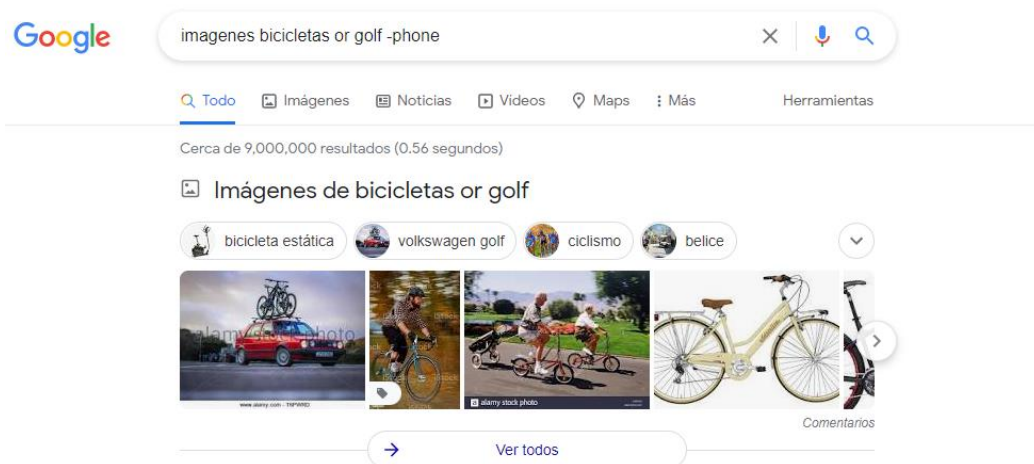 Google
imagenes bicicletas or golf -phone
Todo Imágenes Noticias Videos Maps Más Herramientas
Cerca de 9,000,000 resultados (0.56 segundos)
Imágenes de bicicletas or golf
bicicleta estática volkswagen golf ciclismo belice
alamy stock photo
www.alamy.com - T6PWRD
alamy stock photo
Comentarios
Ver todos